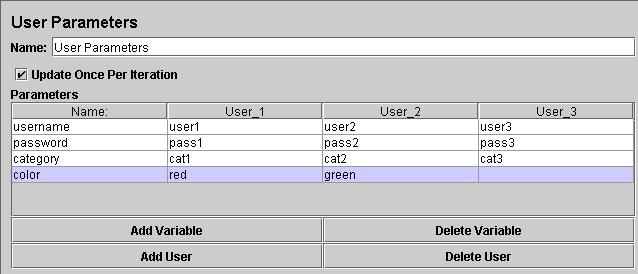 User Parameters
Name: User Parameters
Update Once Per Iteration
Parameters
Name: User_1 User_2 User_3
username user1 user2 user3
password pass1 pass2 pass3
category cat1 cat2 cat3
color red green
Add Variable Delete Variable
Add User Delete User